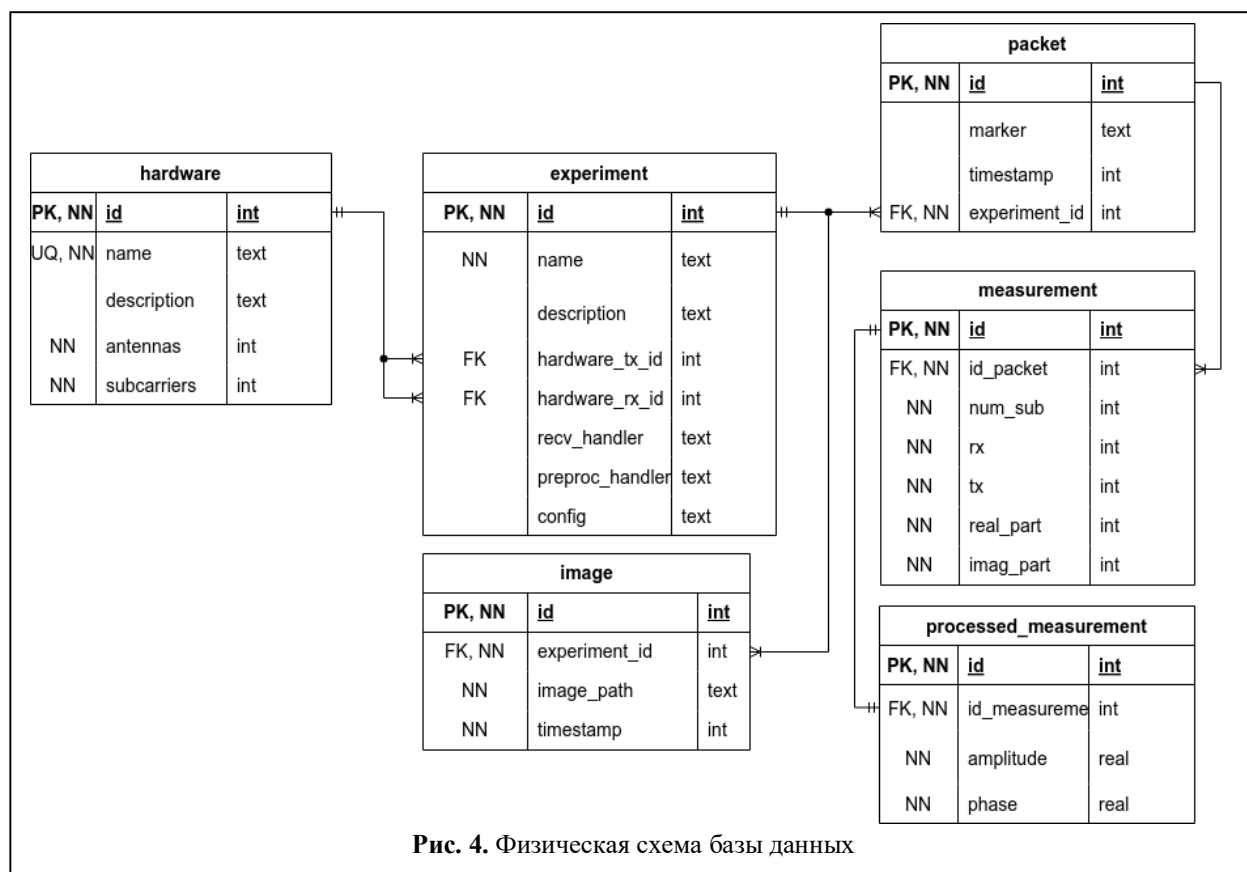 hardware
PK, NN id int
UQ, NN name text
description text
NN antennas int
NN subcarriers int
experiment
PK, NN id int
NN name text
description text
FK hardware_tx_id int
FK hardware_rx_id int
recv_handler text
preproc_handler text
config text
image
PK, NN id int
FK, NN experiment_id int
NN image_path text
NN timestamp int
packet
PK, NN id int
marker text
timestamp int
FK, NN experiment_id int
measurement
PK, NN id int
FK, NN id_packet int
NN num_sub int
NN rx int
NN tx int
NN real_part int
NN imag_part int
processed_measurement
PK, NN id int
FK, NN id_measureme int
NN amplitude real
NN phase real
Рис. 4. Физическая схема базы данных